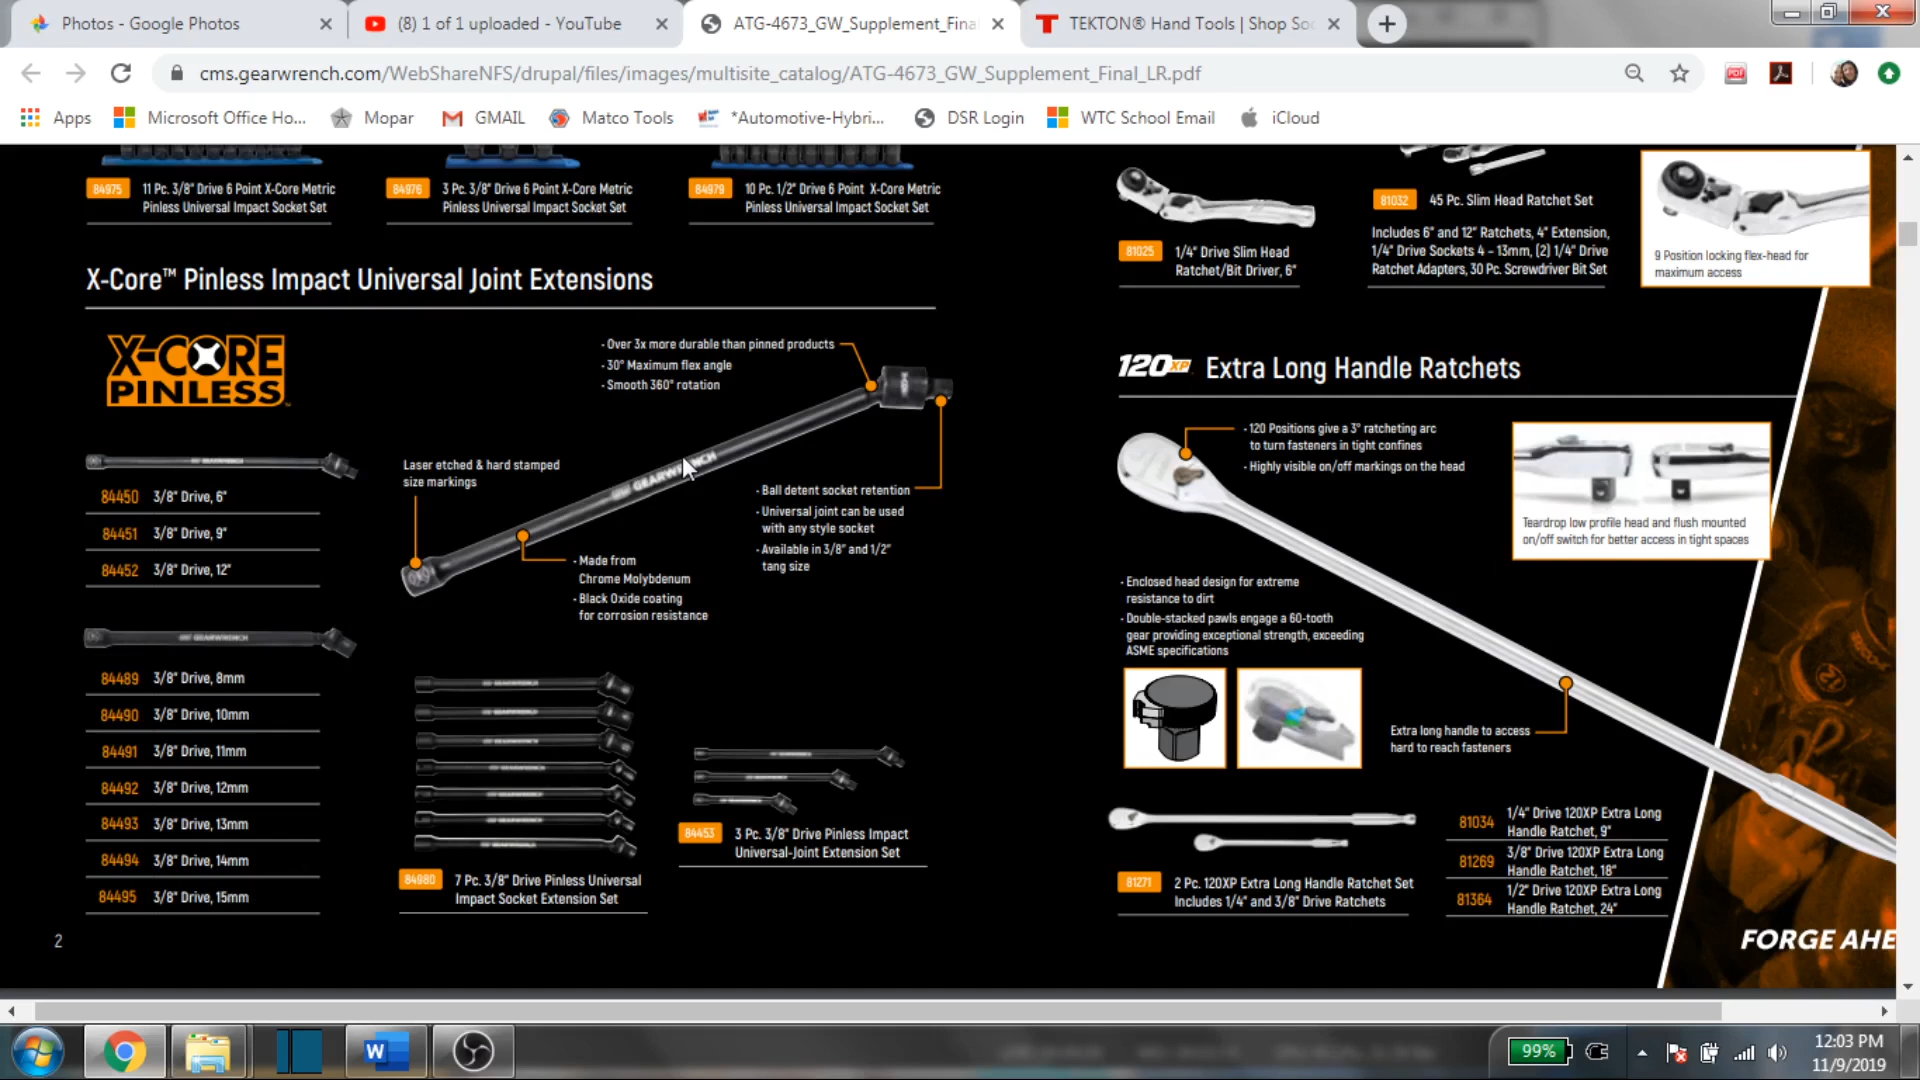 Photos - Google Photos
(8) 1 of 1 uploaded - YouTube
ATG-4673_GW_Supplement_Fina
TEKTON® Hand Tools | Shop Soc
cms.gearwrench.com/WebShareNFS/drupal/files/images/multisite_catalog/ATG-4673_GW_Supplement_Final_LR.pdf
Apps
Microsoft Office Ho...
Mopar
GMAIL
Matco Tools
*Automotive-Hybri...
DSR Login
WTC School Email
iCloud
84975 11 Pc. 3/8" Drive 6 Point X-Core Metric
Pinless Universal Impact Socket Set
84976 3 Pc. 3/8" Drive 6 Point X-Core Metric
Pinless Universal Impact Socket Set
84979 10 Pc. 1/2" Drive 6 Point X-Core Metric
Pinless Universal Impact Socket Set
X-Core™ Pinless Impact Universal Joint Extensions
X-CORE
PINLESS™
- Over 3x more durable than pinned products
- 30° Maximum flex angle
- Smooth 360° rotation
Laser etched & hard stamped
size markings
GEARWRENCH
- Ball detent socket retention
- Universal joint can be used
with any style socket
- Available in 3/8" and 1/2"
tang size
- Made from
Chrome Molybdenum
- Black Oxide coating
for corrosion resistance
GEARWRENCH
84450 3/8" Drive, 6"
84451 3/8" Drive, 9"
84452 3/8" Drive, 12"
GEARWRENCH
84489 3/8" Drive, 8mm
84490 3/8" Drive, 10mm
84491 3/8" Drive, 11mm
84492 3/8" Drive, 12mm
84493 3/8" Drive, 13mm
84494 3/8" Drive, 14mm
84495 3/8" Drive, 15mm
84980 7 Pc. 3/8" Drive Pinless Universal
Impact Socket Extension Set
84453 3 Pc. 3/8" Drive Pinless Impact
Universal-Joint Extension Set
2
81025 1/4" Drive Slim Head
Ratchet/Bit Driver, 6"
81032 45 Pc. Slim Head Ratchet Set
Includes 6" and 12" Ratchets, 4" Extension,
1/4" Drive Sockets 4 – 13mm, (2) 1/4" Drive
Ratchet Adapters, 30 Pc. Screwdriver Bit Set
9 Position locking flex-head for
maximum access
120XP Extra Long Handle Ratchets
- 120 Positions give a 3° ratcheting arc
to turn fasteners in tight confines
- Highly visible on/off markings on the head
Teardrop low profile head and flush mounted
on/off switch for better access in tight spaces
- Enclosed head design for extreme
resistance to dirt
- Double-stacked pawls engage a 60-tooth
gear providing exceptional strength, exceeding
ASME specifications
Extra long handle to access
hard to reach fasteners
81271 2 Pc. 120XP Extra Long Handle Ratchet Set
Includes 1/4" and 3/8" Drive Ratchets
81034 1/4" Drive 120XP Extra Long
Handle Ratchet, 9"
81269 3/8" Drive 120XP Extra Long
Handle Ratchet, 18"
81364 1/2" Drive 120XP Extra Long
Handle Ratchet, 24"
FORGE AHE
99%
12:03 PM
11/9/2019